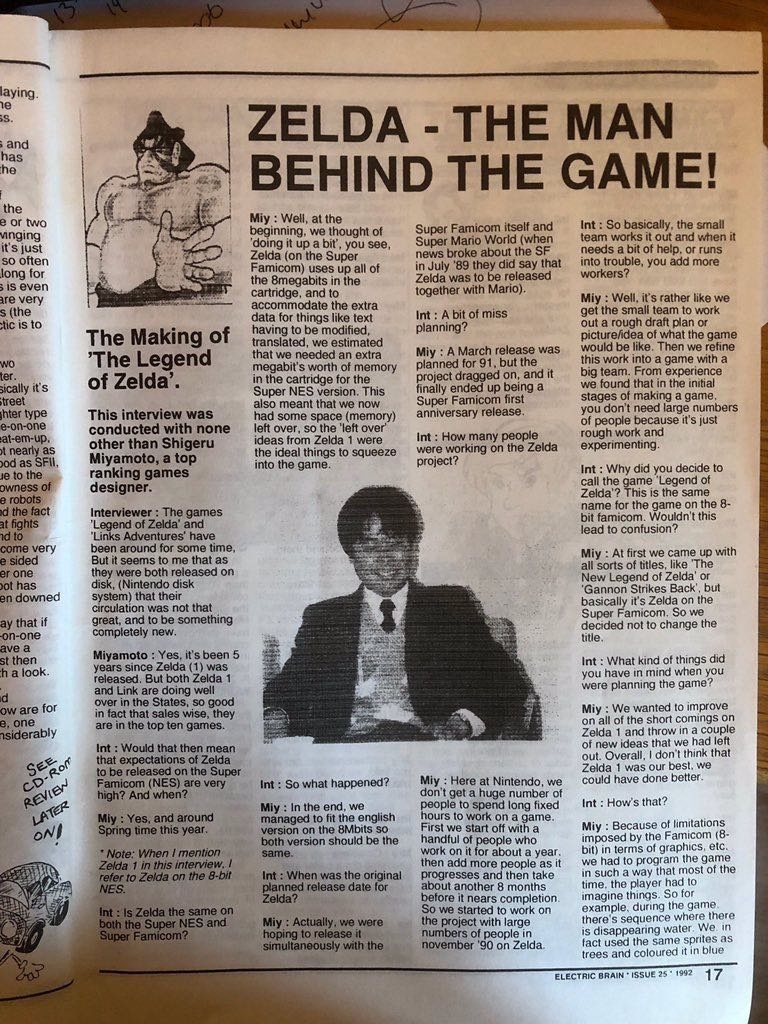 ZELDA - THE MAN
BEHIND THE GAME!
The Making of
'The Legend
of Zelda'.
This interview was
conducted with none
other than Shigeru
Miyamoto, a top
ranking games
designer.
Interviewer : The games
'Legend of Zelda' and
'Links Adventures' have
been around for some time,
But it seems to me that as
they were both released on
disk, (Nintendo disk
system) that their
circulation was not that
great, and to be something
completely new.
Miyamoto : Yes, it's been 5
years since Zelda (1) was
released. But both Zelda 1
and Link are doing well
over in the States, so good
in fact that sales wise, they
are in the top ten games.
Int : Would that then mean
that expectations of Zelda
to be released on the Super
Famicom (NES) are very
high? And when?
Miy : Yes, and around
Spring time this year.
* Note: When I mention
Zelda 1 in this interview, I
refer to Zelda on the 8-bit
NES.
Int : Is Zelda the same on
both the Super NES and
Super Famicom?
Miy : Well, at the
beginning, we thought of
'doing it up a bit', you see,
Zelda (on the Super
Famicom) uses up all of
the 8megabits in the
cartridge, and to
accommodate the extra
data for things like text
having to be modified,
translated, we estimated
that we needed an extra
megabit's worth of memory
in the cartridge for the
Super NES version. This
also meant that we now
had some space (memory)
left over, so the 'left over'
ideas from Zelda 1 were
the ideal things to squeeze
into the game.
Int : So what happened?
Miy : In the end, we
managed to fit the english
version on the 8Mbits so
both version should be the
same.
Int : When was the original
planned release date for
Zelda?
Miy : Actually, we were
hoping to release it
simultaneously with the
Super Famicom itself and
Super Mario World (when
news broke about the SF
in July '89 they did say that
Zelda was to be released
together with Mario).
Int : A bit of miss
planning?
Miy : A March release was
planned for 91, but the
project dragged on, and it
finally ended up being a
Super Famicom first
anniversary release.
Int : How many people
were working on the Zelda
project?
Miy : Here at Nintendo, we
don't get a huge number of
people to spend long fixed
hours to work on a game.
First we start off with a
handful of people who
work on it for about a year.
then add more people as it
progresses and then take
about another 8 months
before it nears completion.
So we started to work on
the project with large
numbers of people in
november '90 on Zelda.
Int : So basically, the small
team works it out and when it
needs a bit of help, or runs
into trouble, you add more
workers?
Miy : Well, it's rather like we
get the small team to work
out a rough draft plan or
picture/idea of what the game
would be like. Then we refine
this work into a game with a
big team. From experience
we found that in the initial
stages of making a game,
you don't need large numbers
of people because it's just
rough work and
experimenting.
Int : Why did you decide to
call the game 'Legend of
Zelda'? This is the same
name for the game on the 8-
bit famicom. Wouldn't this
lead to confusion?
Miy : At first we came up with
all sorts of titles, like 'The
New Legend of Zelda' or
'Gannon Strikes Back', but
basically it's Zelda on the
Super Famicom. So we
decided not to change the
title.
Int : What kind of things did
you have in mind when you
were planning the game?
Miy : We wanted to improve
on all of the short comings on
Zelda 1 and throw in a couple
of new ideas that we had left
out. Overall, I don't think that
Zelda 1 was our best, we
could have done better.
Int : How's that?
Miy : Because of limitations
imposed by the Famicom (8-
bit) in terms of graphics, etc.
we had to program the game
in such a way that most of the
time, the player had to
imagine things. So for
example, during the game.
there's sequence where there
is disappearing water. We. in
fact used the same sprites as
trees and coloured it in blue
ELECTRIC BRAIN * ISSUE 25 * 1992 17
SEE
CD-ROM
REVIEW
LATER
ON!